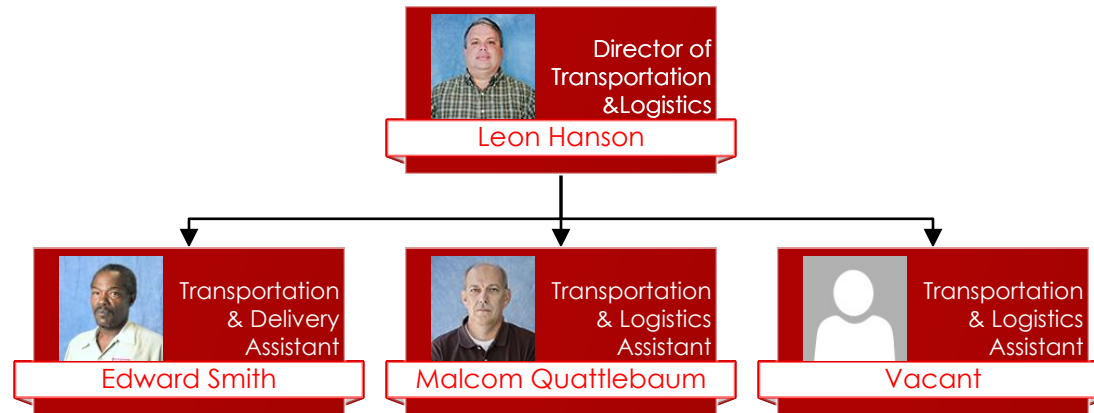 Director of
Transportation
&Logistics
Leon Hanson
Transportation
& Delivery
Assistant
Edward Smith
Transportation
& Logistics
Assistant
Malcom Quattlebaum
Transportation
& Logistics
Assistant
Vacant